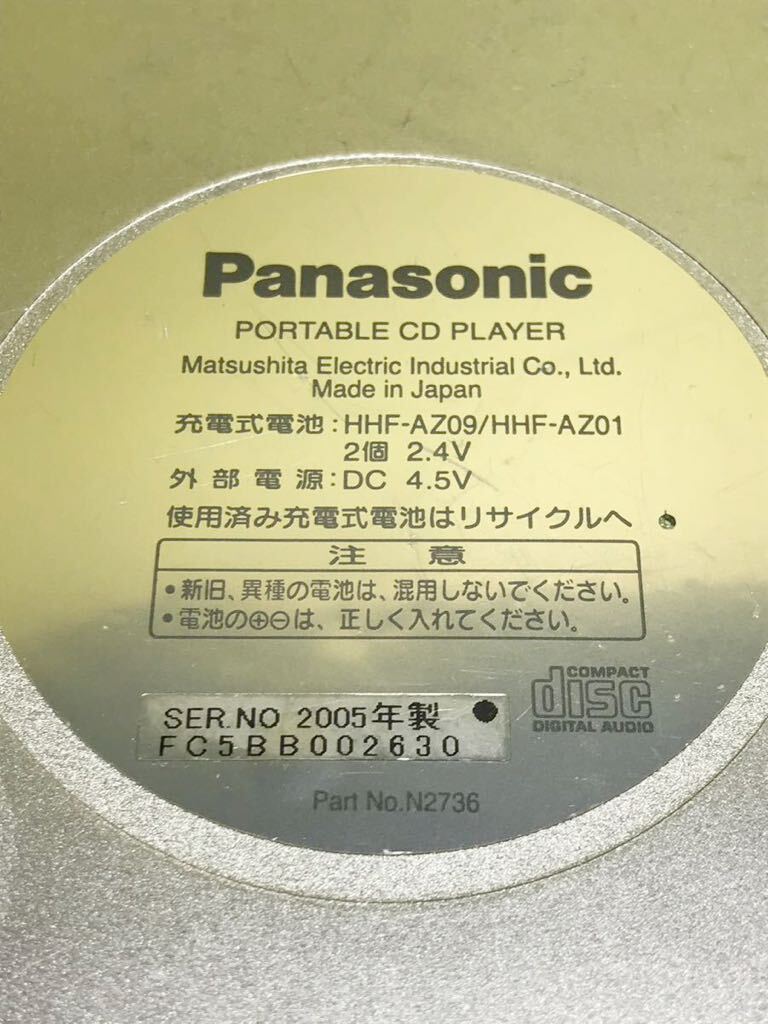 Panasonic
PORTABLE CD PLAYER
Matsushita Electric Industrial Co., Ltd.
Made in Japan
充電式電池:HHF-AZ09/HHF-AZ01
2個 2.4V
外部電源:DC 4.5V
使用済み充電式電池はリサイクルへ
注意
•新旧、異種の電池は、混用しないでください。
•電池の⊕⊖は、正しく入れてください。
COMPACT
disc
DIGITAL AUDIO
SER.NO 2005年製 ●
FC5BB002630
Part No.N2736